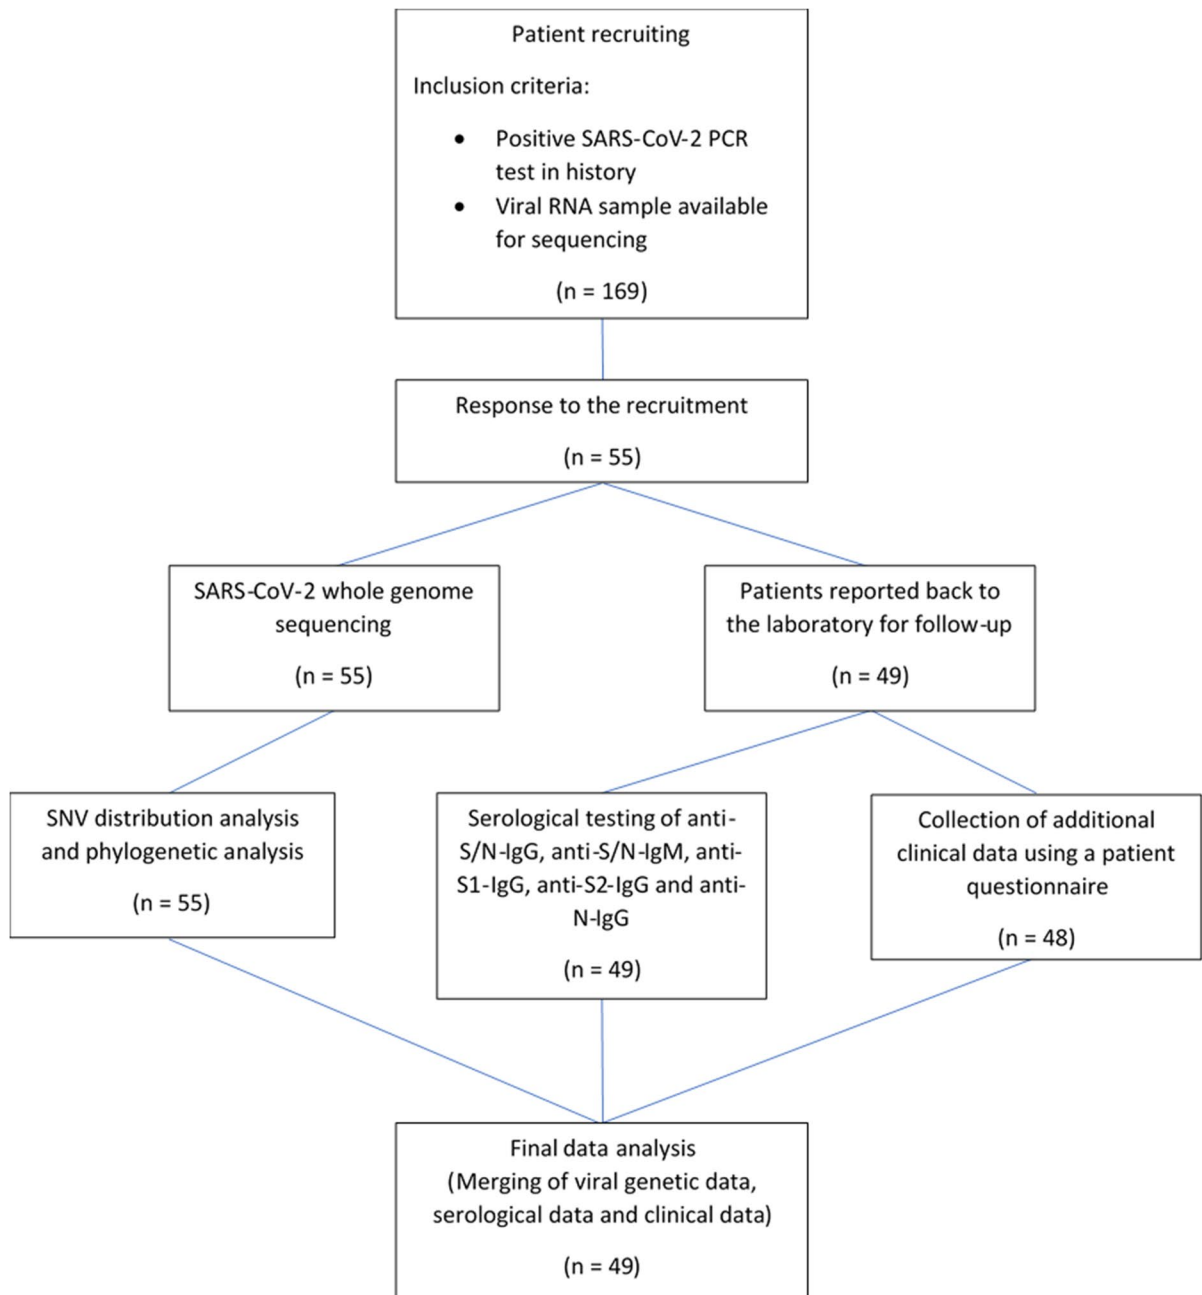 Patient recruiting
Inclusion criteria:
• Positive SARS-CoV-2 PCR
test in history
• Viral RNA sample available
for sequencing
(n = 169)
Response to the recruitment
(n = 55)
SARS-CoV-2 whole genome
sequencing
(n = 55)
Patients reported back to
the laboratory for follow-up
(n = 49)
SNV distribution analysis
and phylogenetic analysis
(n = 55)
Serological testing of anti-
S/N-IgG, anti-S/N-IgM, anti-
S1-IgG, anti-S2-IgG and anti-
N-IgG
(n = 49)
Collection of additional
clinical data using a patient
questionnaire
(n = 48)
Final data analysis
(Merging of viral genetic data,
serological data and clinical data)
(n = 49)